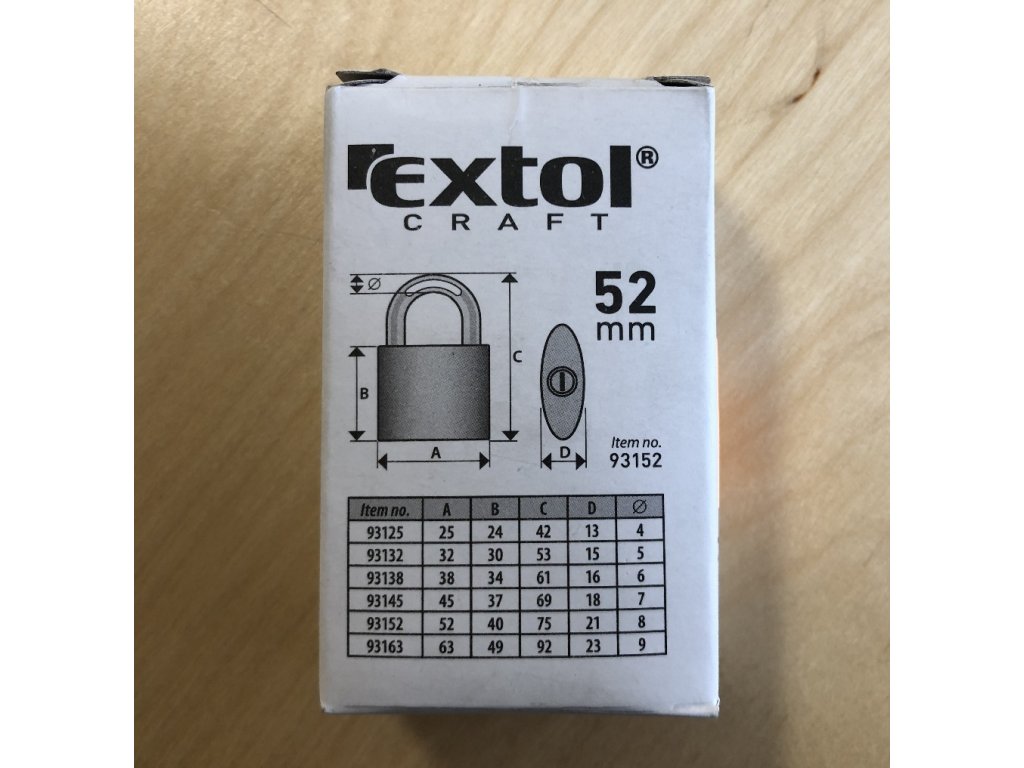 extol®
CRAFT
52
mm
Ø
C
B
A
D
Item no.
93152
Item no. A B C D Ø
93125 25 24 42 13 4
93132 32 30 53 15 5
93138 38 34 61 16 6
93145 45 37 69 18 7
93152 52 40 75 21 8
93163 63 49 92 23 9